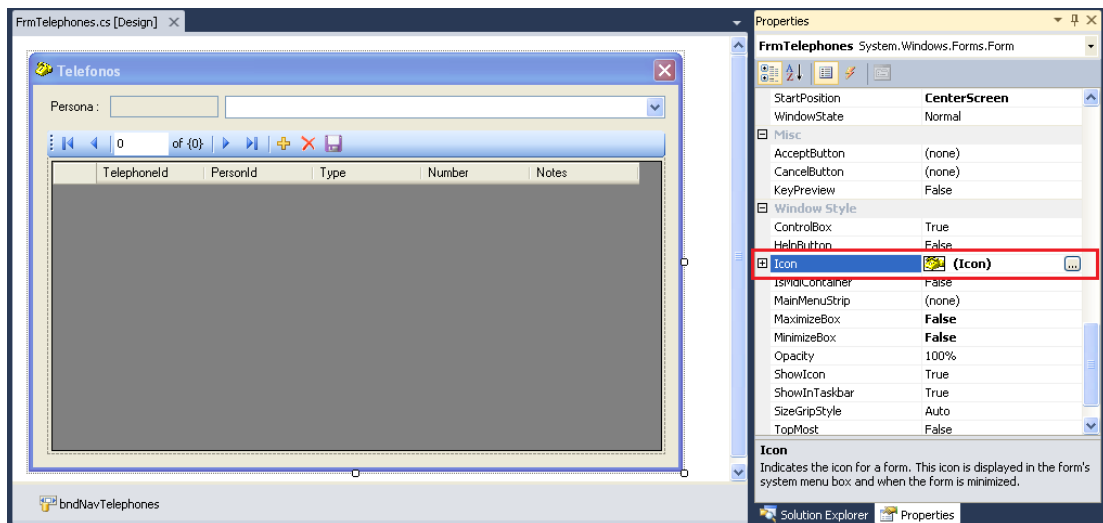 FrmTelephones.cs [Design]
Telefonos
Persona :
0 of {0}
TelephoneId PersonId Type Number Notes
bndNavTelephones
Properties
FrmTelephones System.Windows.Forms.Form
StartPosition CenterScreen
WindowState Normal
Misc
AcceptButton (none)
CancelButton (none)
KeyPreview False
Window Style
ControlBox True
HelpButton False
Icon (Icon) ...
IsMdiContainer False
MainMenuStrip (none)
MaximizeBox False
MinimizeBox False
Opacity 100%
ShowIcon True
ShowInTaskbar True
SizeGripStyle Auto
TopMost False
Icon
Indicates the icon for a form. This icon is displayed in the form's
system menu box and when the form is minimized.
Solution Explorer Properties